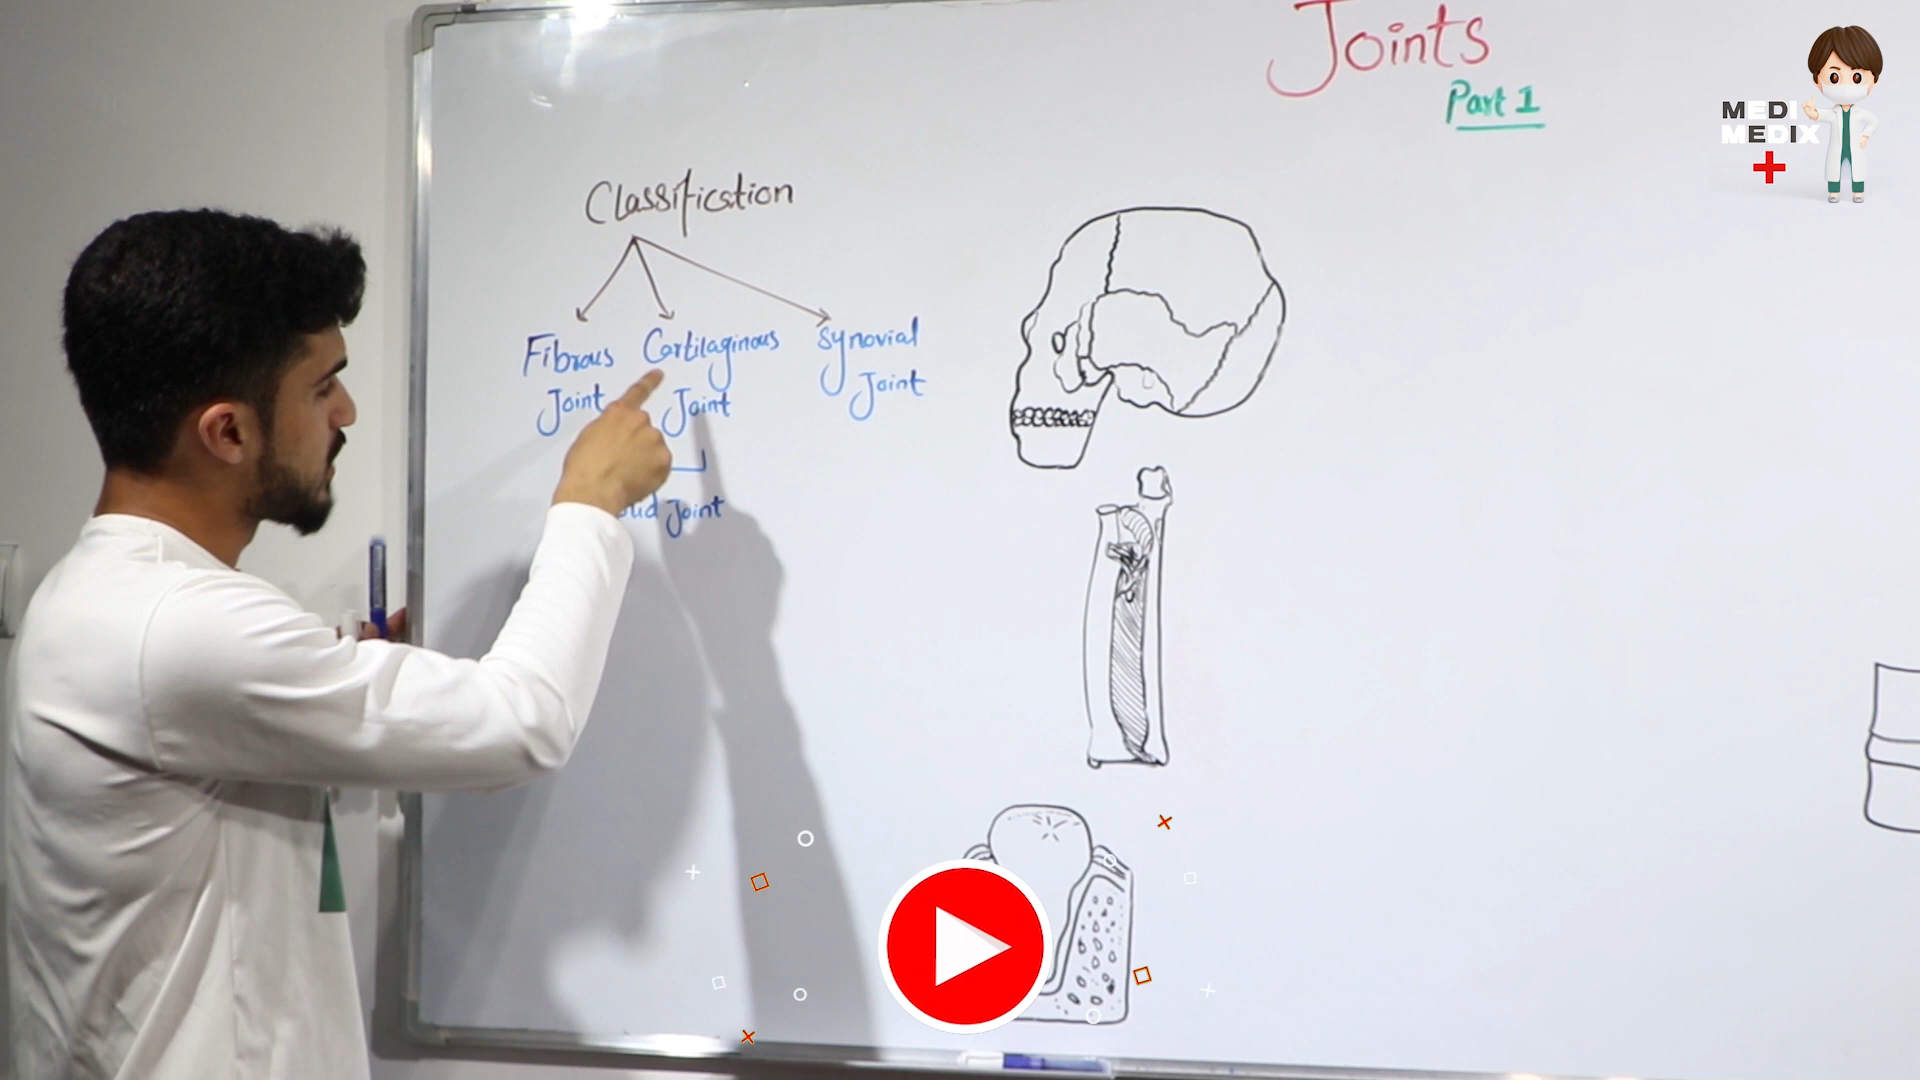 Joints
Part 1
MEDI
MEDIX
Classification
Fibrous
Joint
Cartilaginous
Joint
Synovial
Joint
Joint